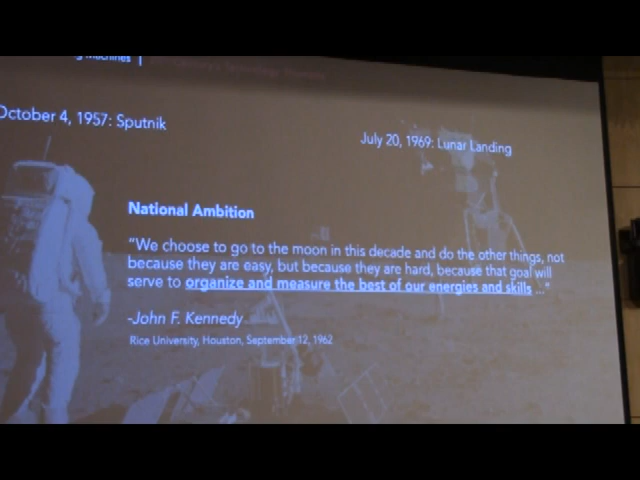 Machines |
October 4, 1957: Sputnik
July 20, 1969: Lunar Landing
National Ambition
"We choose to go to the moon in this decade and do the other things, not
because they are easy, but because they are hard, because that goal will
serve to organize and measure the best of our energies and skills ..."
-John F. Kennedy
Rice University, Houston, September 12, 1962